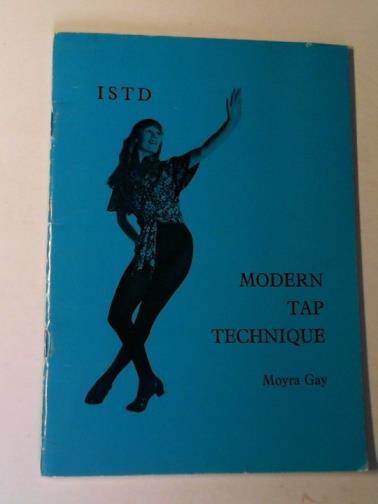 ISTD
MODERN
TAP
TECHNIQUE
Moyra Gay